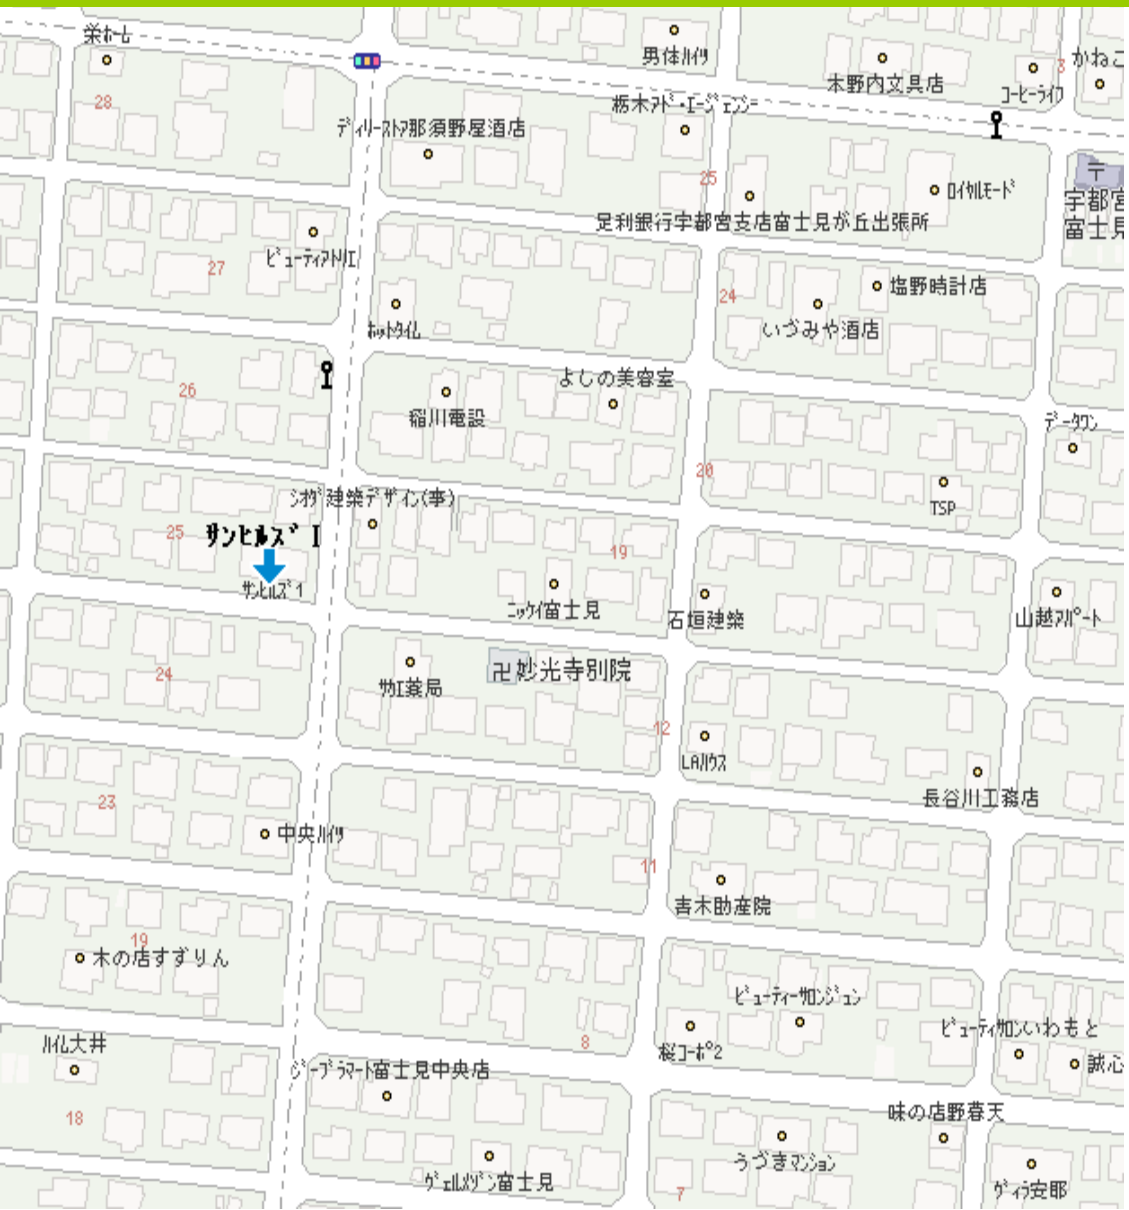 栄ホーム
男体ハイツ
木野内文具店
かねこ
3
コーヒーライフ
28
栃木アド・エージェンシー
デイリーストア那須野屋酒店
〒
25
ロイヤルモード
宇都宮
富士見
足利銀行宇都宮支店富士見が丘出張所
ビューティアトリエ
27
塩野時計店
24
ホットタイム
いづみや酒店
よしの美容室
26
稲川電設
データワン
20
TSP
シオダ建築デザイン(事)
25
サンヒルズⅠ
19
サンヒルズ1
ニッケイ富士見
石垣建築
山越アパート
24
サカエ薬局
卍妙光寺別院
12
LAハウス
長谷川工務店
23
中央ハイツ
11
吉木助産院
19
木の店すずりん
ビューティーサロンジュン
ビューティサロンいわもと
8
ハイム大井
桜コーポ2
誠心
ジープラマート富士見中央店
18
味の店野春天
うづきマンション
ヴェルメゾン富士見
7
ヴィラ安耶